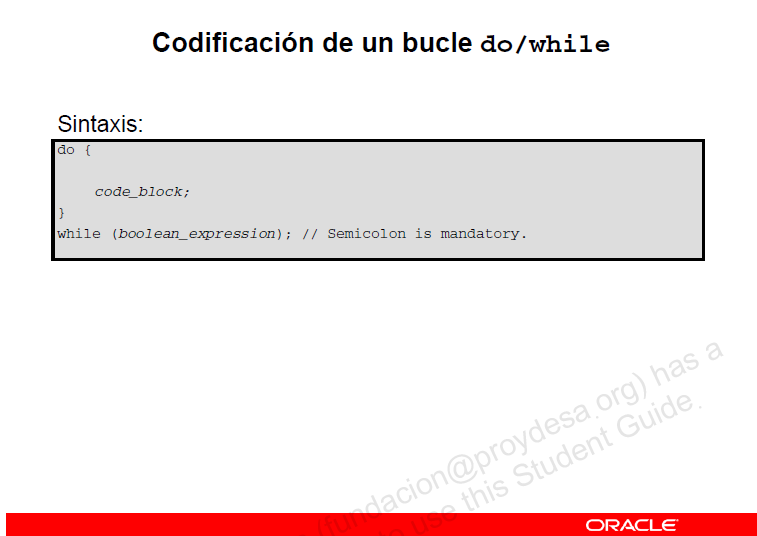 Codificación de un bucle do/while
Sintaxis:
do {
code_block;
}
while (boolean_expression); // Semicolon is mandatory.
(fundacion@proydesa.org) has a
use this Student Guide.
ORACLE